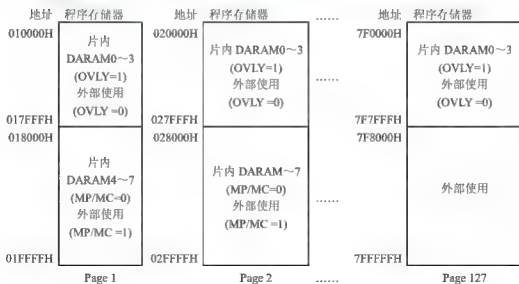 地址 程序存储器 地址 程序存储器 …… 地址 程序存储器
010000H
片内
DARAM0～3
(OVLY=1)
外部使用
(OVLY =0)
017FFFH
018000H
片内
DARAM4～7
(MP/MC=0)
外部使用
(MP/MC =1)
01FFFFH
Page 1
020000H
片内 DARAM0～3
(OVLY=1)
外部使用
(OVLY =0)
027FFFH
028000H
片内 DARAM～7
(MP/MC=0)
外部使用
(MP/MC =1)
02FFFFH
Page 2
……
……
……
7F0000H
片内 DARAM0～3
(OVLY=1)
外部使用
(OVLY =0)
7F7FFFH
7F8000H
外部使用
7FFFFFH
Page 127